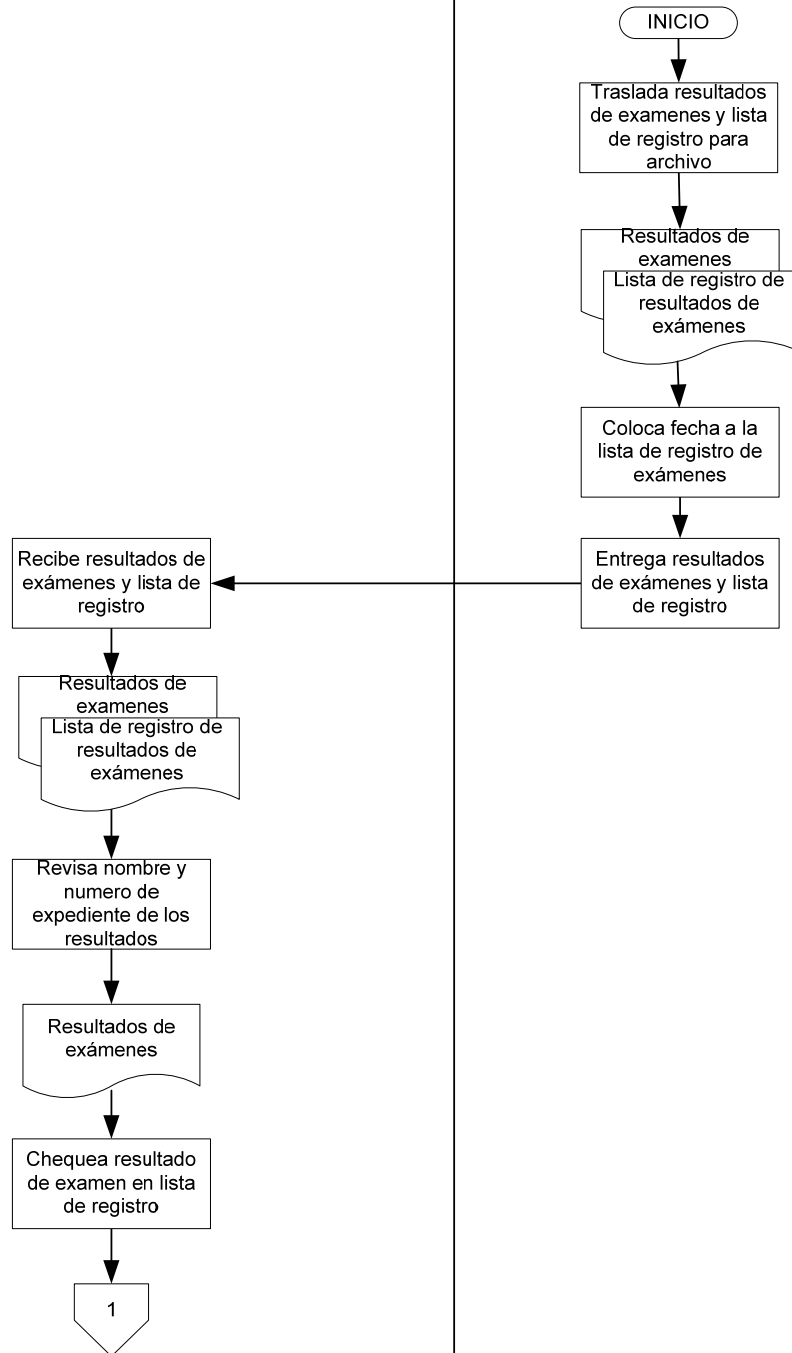 INICIO
Traslada resultados
de examenes y lista
de registro para
archivo
Resultados de
examenes
Lista de registro de
resultados de
exámenes
Coloca fecha a la
lista de registro de
exámenes
Entrega resultados
de exámenes y lista
de registro
Recibe resultados de
exámenes y lista de
registro
Resultados de
examenes
Lista de registro de
resultados de
exámenes
Revisa nombre y
numero de
expediente de los
resultados
Resultados de
exámenes
Chequea resultado
de examen en lista
de registro
1